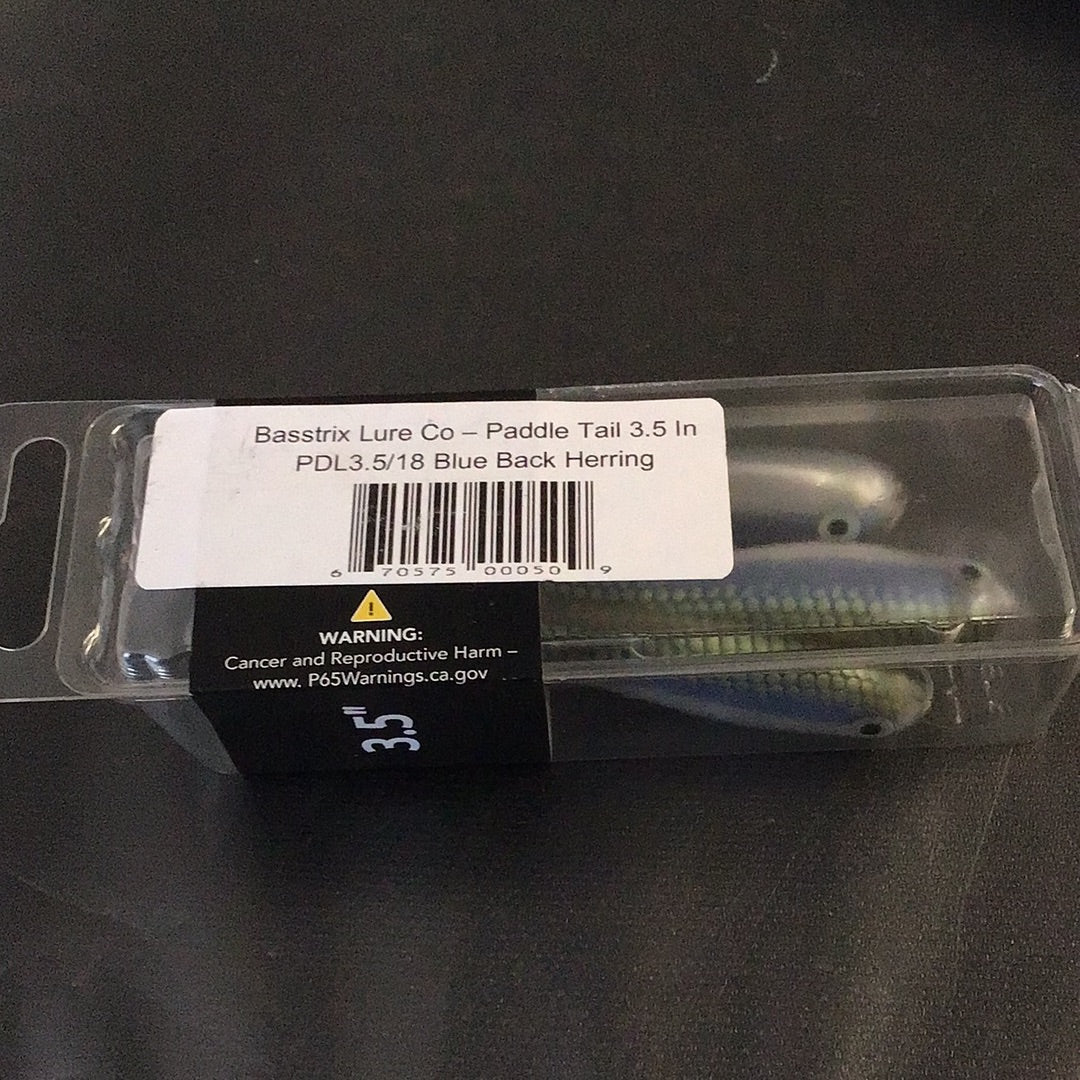 Basstrix Lure Co – Paddle Tail 3.5 In
PDL3.5/18 Blue Back Herring
6 70575 00050 9
WARNING:
Cancer and Reproductive Harm –
www. P65Warnings.ca.gov
3.5"